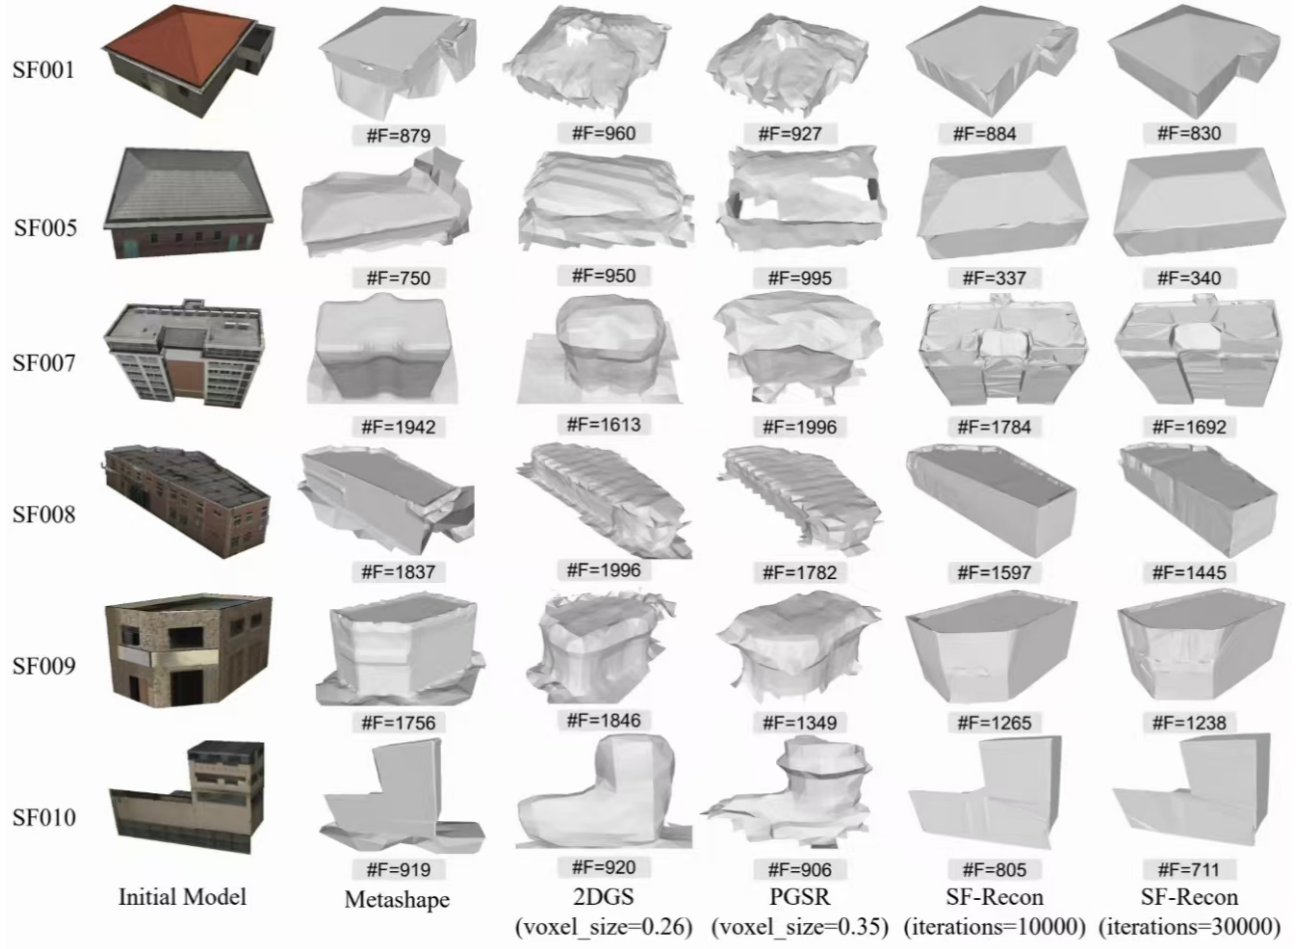 SF001
#F=879 #F=960 #F=927 #F=884 #F=830
SF005
#F=750 #F=950 #F=995 #F=337 #F=340
SF007
#F=1942 #F=1613 #F=1996 #F=1784 #F=1692
SF008
#F=1837 #F=1996 #F=1782 #F=1597 #F=1445
SF009
#F=1756 #F=1846 #F=1349 #F=1265 #F=1238
SF010
#F=919 #F=920 #F=906 #F=805 #F=711
Initial Model Metashape 2DGS PGSR SF-Recon SF-Recon
(voxel_size=0.26) (voxel_size=0.35) (iterations=10000) (iterations=30000)